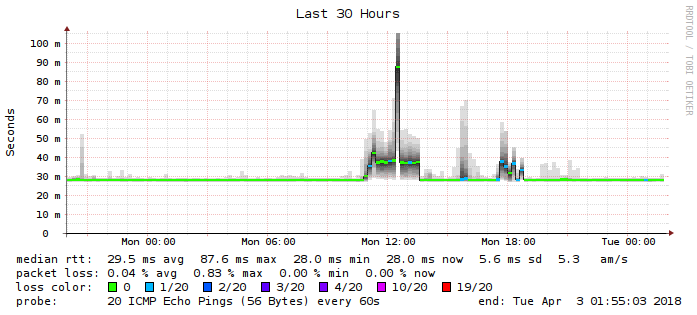 Last 30 Hours
RRDTOOL / TOBI OETIKER
Seconds
100 m
90 m
80 m
70 m
60 m
50 m
40 m
30 m
20 m
10 m
0
Mon 00:00 Mon 06:00 Mon 12:00 Mon 18:00 Tue 00:00
median rtt: 29.5 ms avg 87.6 ms max 28.0 ms min 28.0 ms now 5.6 ms sd 5.3 am/s
packet loss: 0.04 % avg 0.83 % max 0.00 % min 0.00 % now
loss color: 0 1/20 2/20 3/20 4/20 10/20 19/20
probe: 20 ICMP Echo Pings (56 Bytes) every 60s end: Tue Apr 3 01:55:03 2018